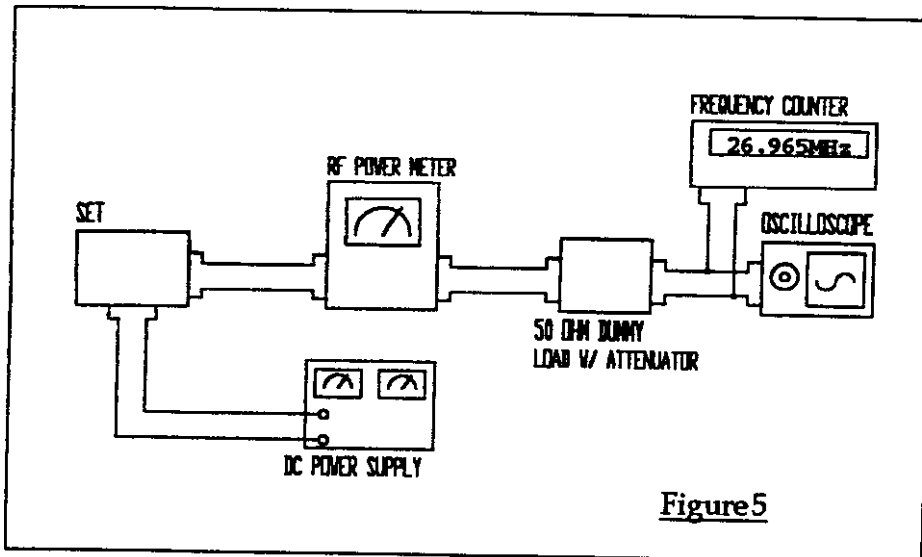 FREQUENCY COUNTER
26.965MHz
RF POWER METER
SET
OSCILLOSCOPE
50 OHM DUMMY
LOAD W/ ATTENUATOR
DC POWER SUPPLY
Figure5